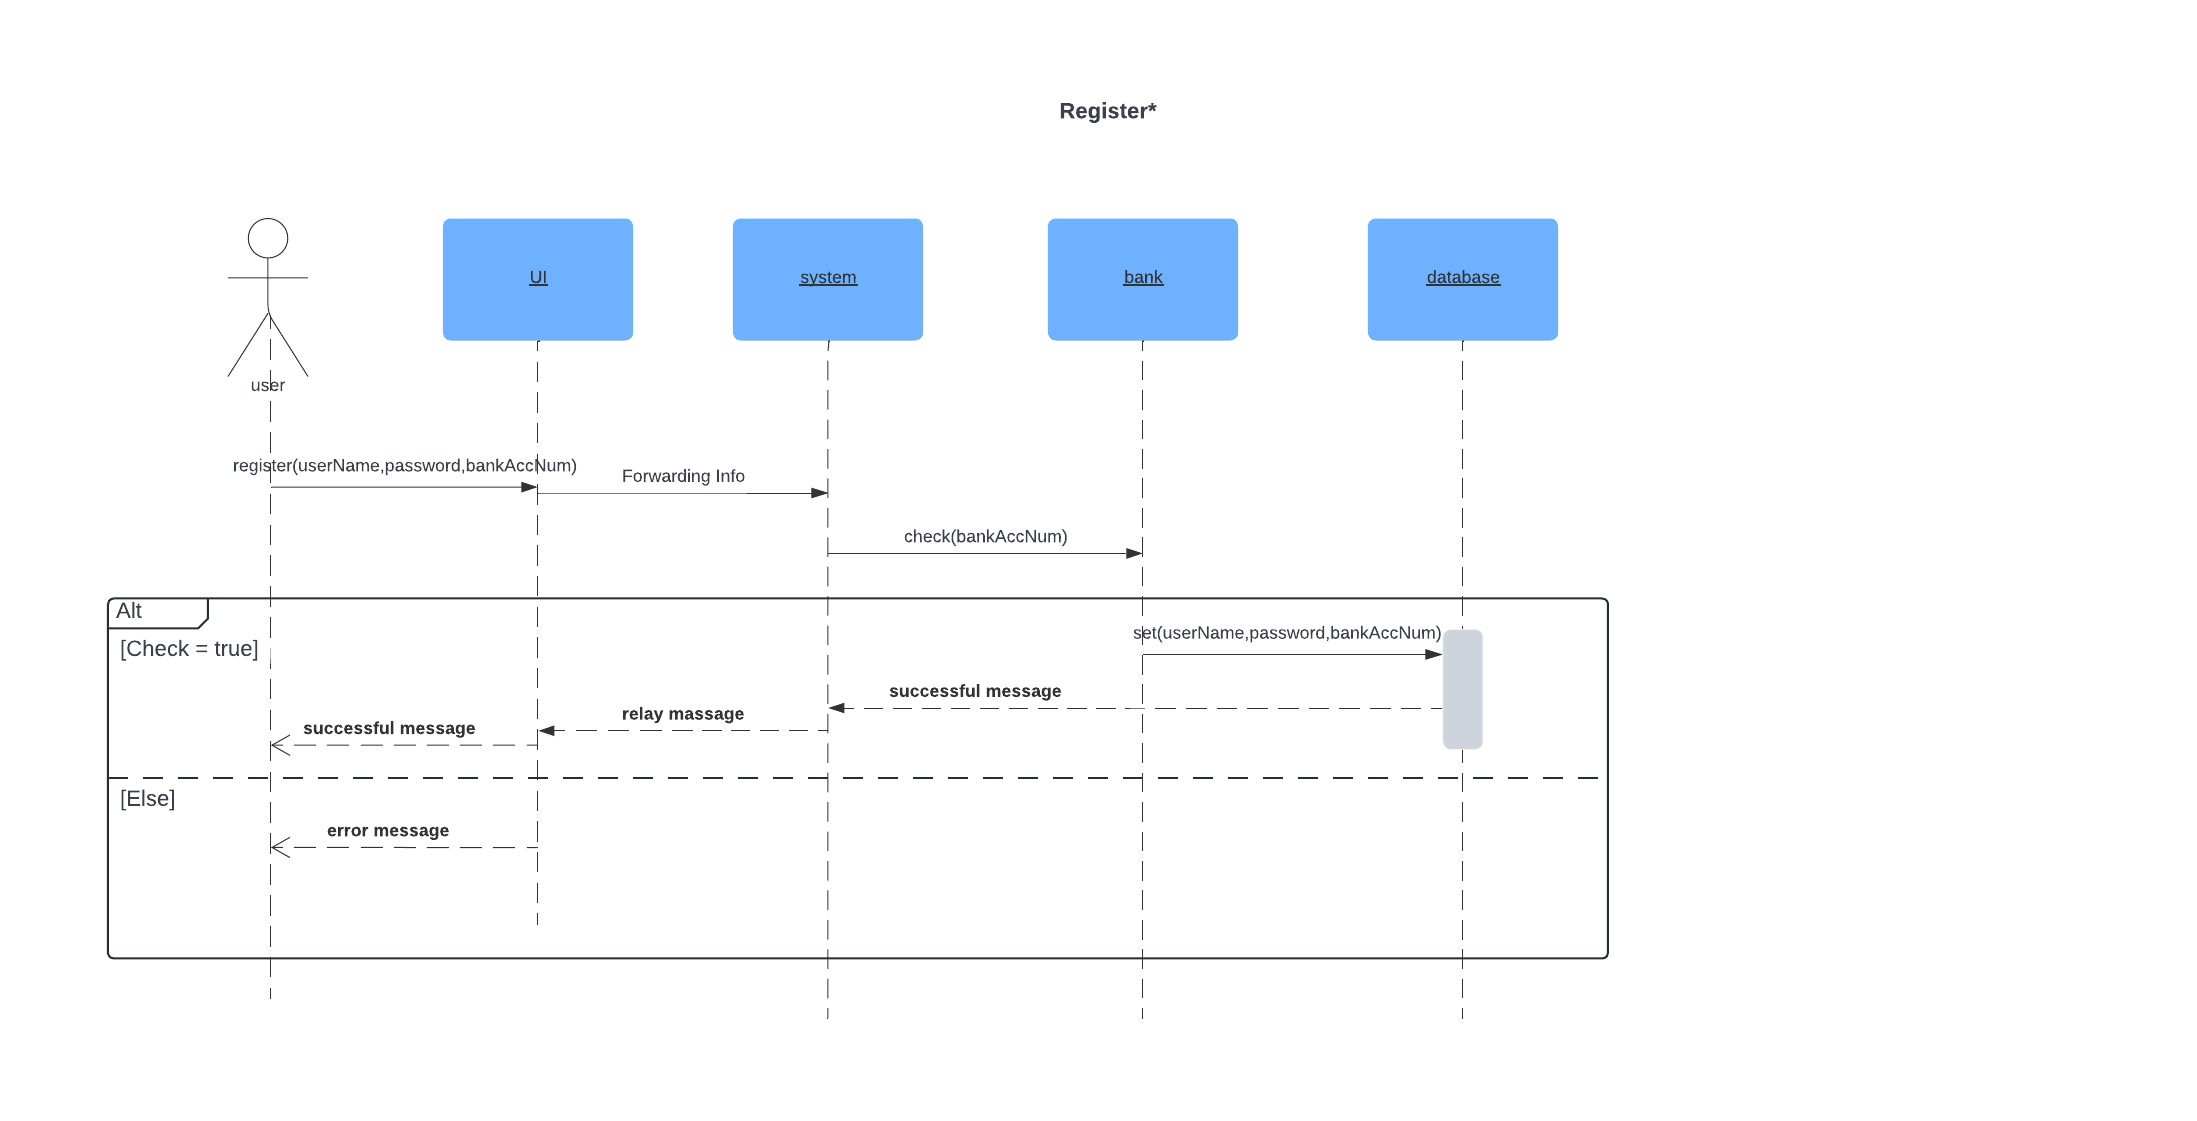 Register*
user
UI
system
bank
database
register(userName,password,bankAccNum)
Forwarding Info
check(bankAccNum)
Alt
[Check = true]
set(userName,password,bankAccNum)
successful message
relay massage
successful message
[Else]
error message